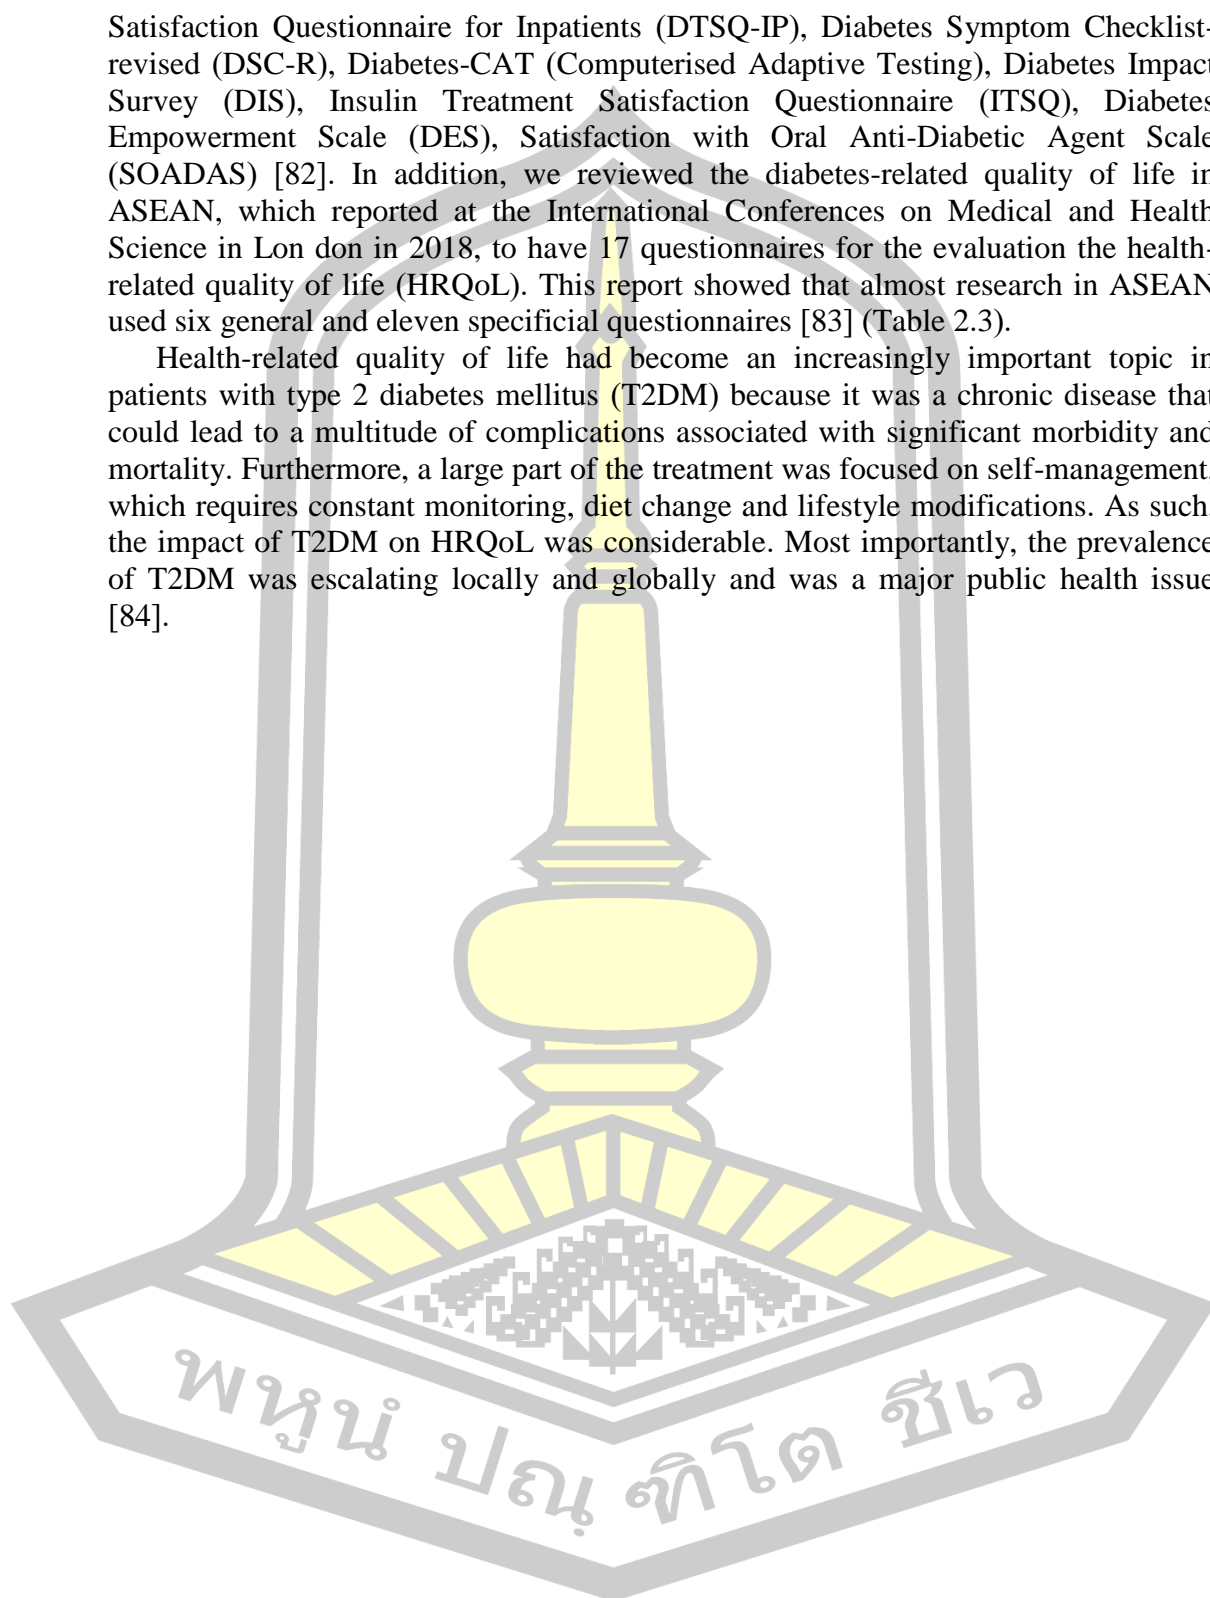 Satisfaction Questionnaire for Inpatients (DTSQ-IP), Diabetes Symptom Checklist-
revised (DSC-R), Diabetes-CAT (Computerised Adaptive Testing), Diabetes Impact
Survey (DIS), Insulin Treatment Satisfaction Questionnaire (ITSQ), Diabetes
Empowerment Scale (DES), Satisfaction with Oral Anti-Diabetic Agent Scale
(SOADAS) [82]. In addition, we reviewed the diabetes-related quality of life in
ASEAN, which reported at the International Conferences on Medical and Health
Science in Lon don in 2018, to have 17 questionnaires for the evaluation the health-
related quality of life (HRQoL). This report showed that almost research in ASEAN
used six general and eleven specificial questionnaires [83] (Table 2.3).
Health-related quality of life had become an increasingly important topic in
patients with type 2 diabetes mellitus (T2DM) because it was a chronic disease that
could lead to a multitude of complications associated with significant morbidity and
mortality. Furthermore, a large part of the treatment was focused on self-management,
which requires constant monitoring, diet change and lifestyle modifications. As such,
the impact of T2DM on HRQoL was considerable. Most importantly, the prevalence
of T2DM was escalating locally and globally and was a major public health issue
[84].
พหูนํ ปณฺฑิโต ชีเว